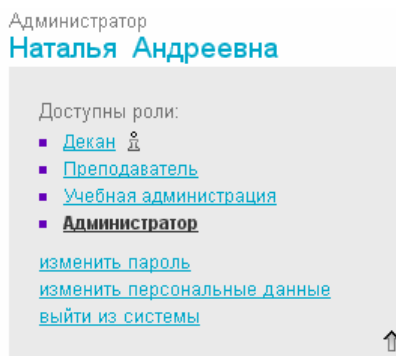 Администратор
Наталья Андреевна
Доступны роли:
Декан
Преподаватель
Учебная администрация
Администратор
изменить пароль
изменить персональные данные
выйти из системы